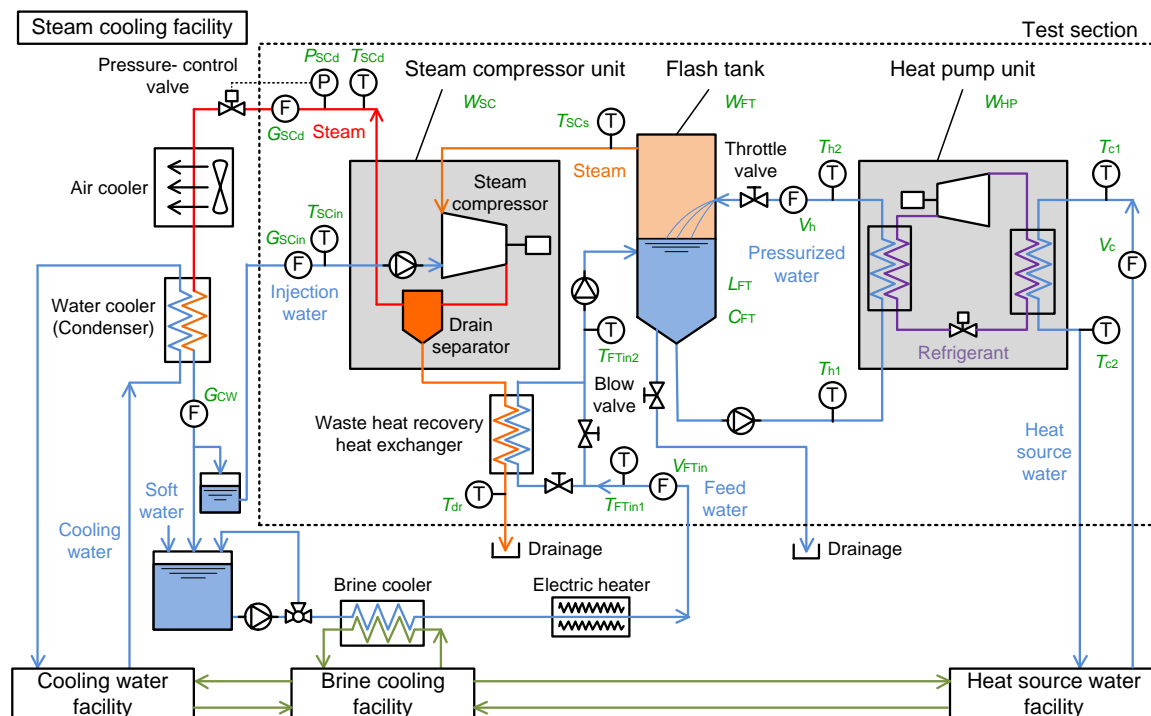 Steam cooling facility
Test section
Pressure- control
valve
PSCd
TSCd
Steam compressor unit
WSC
Flash tank
WFT
Heat pump unit
WHP
F
P
T
GSCd
Steam
TSCs
T
Steam
Throttle
valve
Th2
T
Tc1
T
Air cooler
Steam
compressor
TSCin
T
GSCin
F
Injection
water
F
Vh
Pressurized
water
Vc
F
Water cooler
(Condenser)
Drain
separator
LFT
CFT
T
TFTin2
Refrigerant
T
Tc2
GCW
F
Blow
valve
Th1
T
Waste heat recovery
heat exchanger
Heat
source
water
T
Tdr
T
TFTin1
VFTin
F
Feed
water
Soft
water
Cooling
water
Drainage
Drainage
Brine cooler
Electric heater
Cooling water
facility
Brine cooling
facility
Heat source water
facility